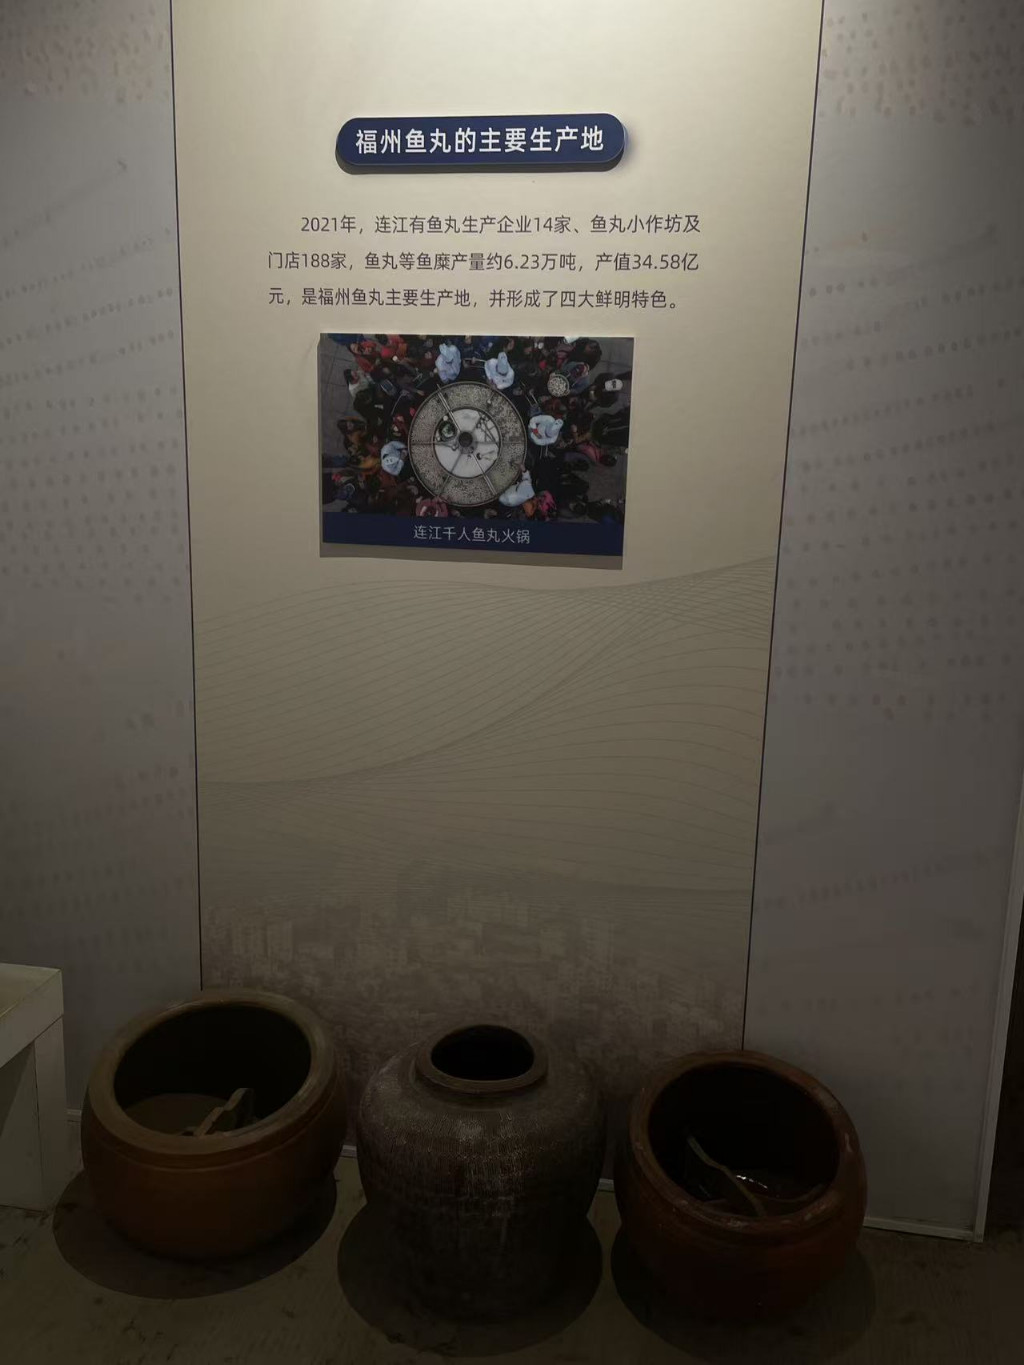 福州鱼丸的主要生产地
2021年，连江有鱼丸生产企业14家、鱼丸小作坊及
门店188家，鱼丸等鱼糜产量约6.23万吨，产值34.58亿
元，是福州鱼丸主要生产地，并形成了四大鲜明特色。
连江千人鱼丸火锅